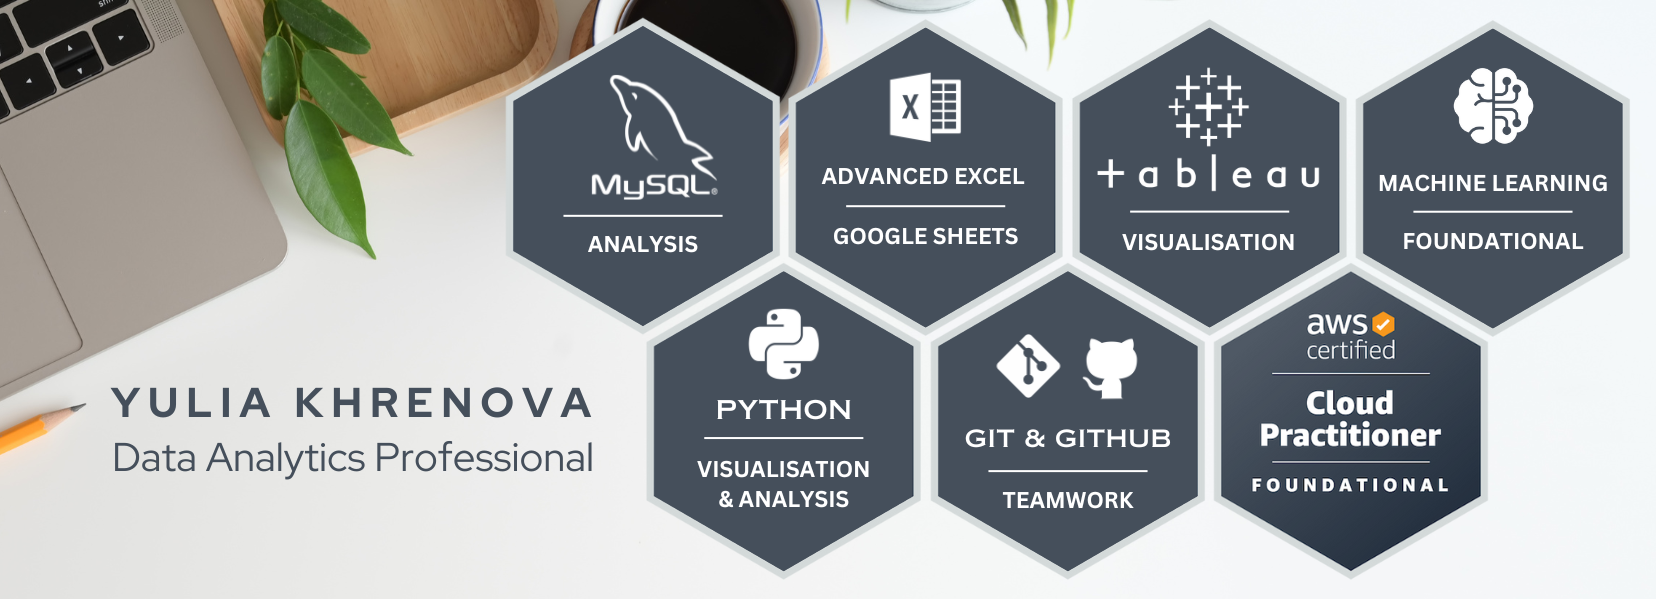 MySQL®
ANALYSIS
X
ADVANCED EXCEL
GOOGLE SHEETS
+ableau
VISUALISATION
MACHINE LEARNING
FOUNDATIONAL
YULIA KHRENOVA
Data Analytics Professional
PYTHON
VISUALISATION
& ANALYSIS
GIT & GITHUB
TEAMWORK
aws
certified
Cloud
Practitioner
FOUNDATIONAL